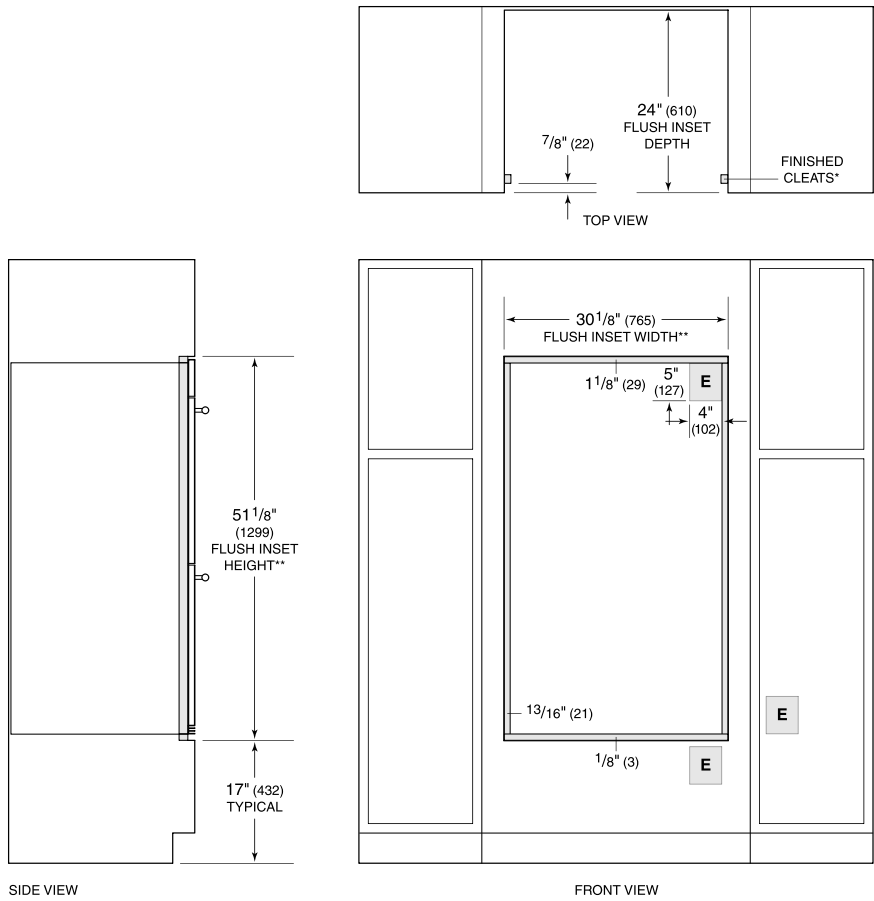 24" (610)
FLUSH INSET
DEPTH
7/8" (22)
FINISHED
CLEATS*
TOP VIEW
30 1/8" (765)
FLUSH INSET WIDTH**
1 1/8" (29)
5"
(127)
E
4"
(102)
51 1/8"
(1299)
FLUSH INSET
HEIGHT**
13/16" (21)
E
1/8" (3)
E
17" (432)
TYPICAL
SIDE VIEW
FRONT VIEW